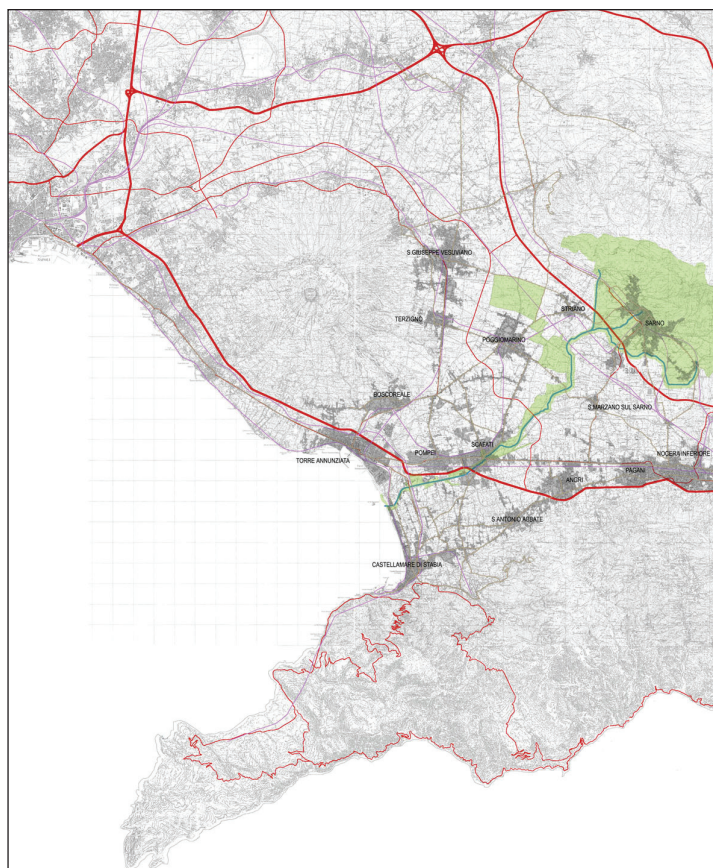 S GIUSEPPE VESUVIANO
STRIANO
TERZIGNO
SARNO
POGGIOMARINO
BOSCOREALE
S MARZANO SUL SARNO
SCAFATI
POMPEI
NOCERA INFERIORE
TORRE ANNUNZIATA
PAGANI
ANGRI
S ANTONIO ABATE
CASTELLAMARE DI STABIA